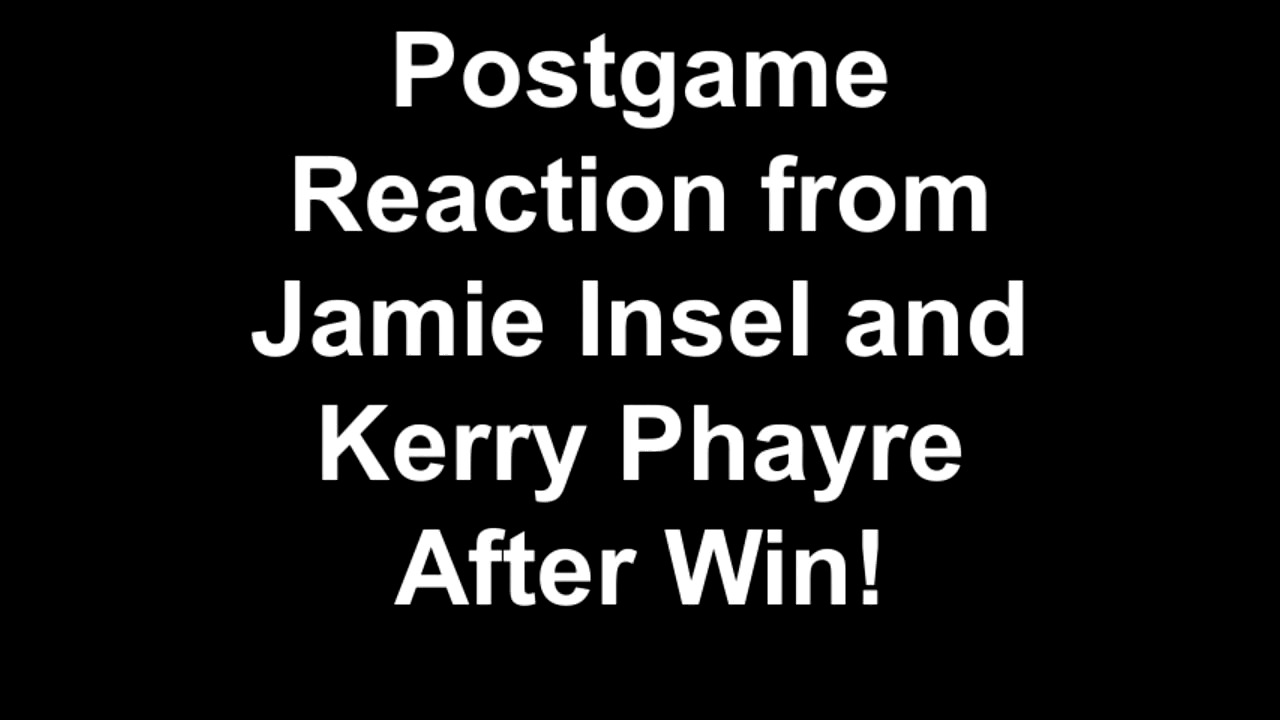 Postgame
Reaction from
Jamie Insel and
Kerry Phayre
After Win!